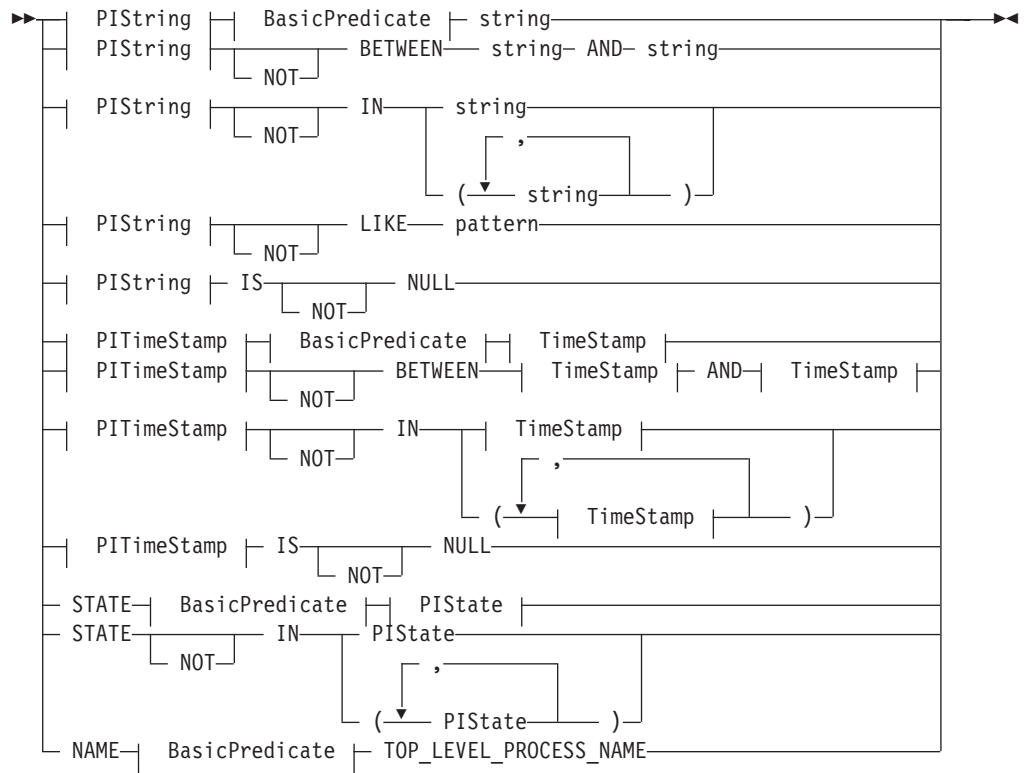 PIString BasicPredicate string
PIString NOT BETWEEN string AND string
PIString NOT IN string
,
( string )
PIString NOT LIKE pattern
PIString IS NOT NULL
PITimeStamp BasicPredicate TimeStamp
PITimeStamp NOT BETWEEN TimeStamp AND TimeStamp
PITimeStamp NOT IN TimeStamp
,
( TimeStamp )
PITimeStamp IS NOT NULL
STATE BasicPredicate PIState
STATE NOT IN PIState
,
( PIState )
NAME BasicPredicate TOP_LEVEL_PROCESS_NAME